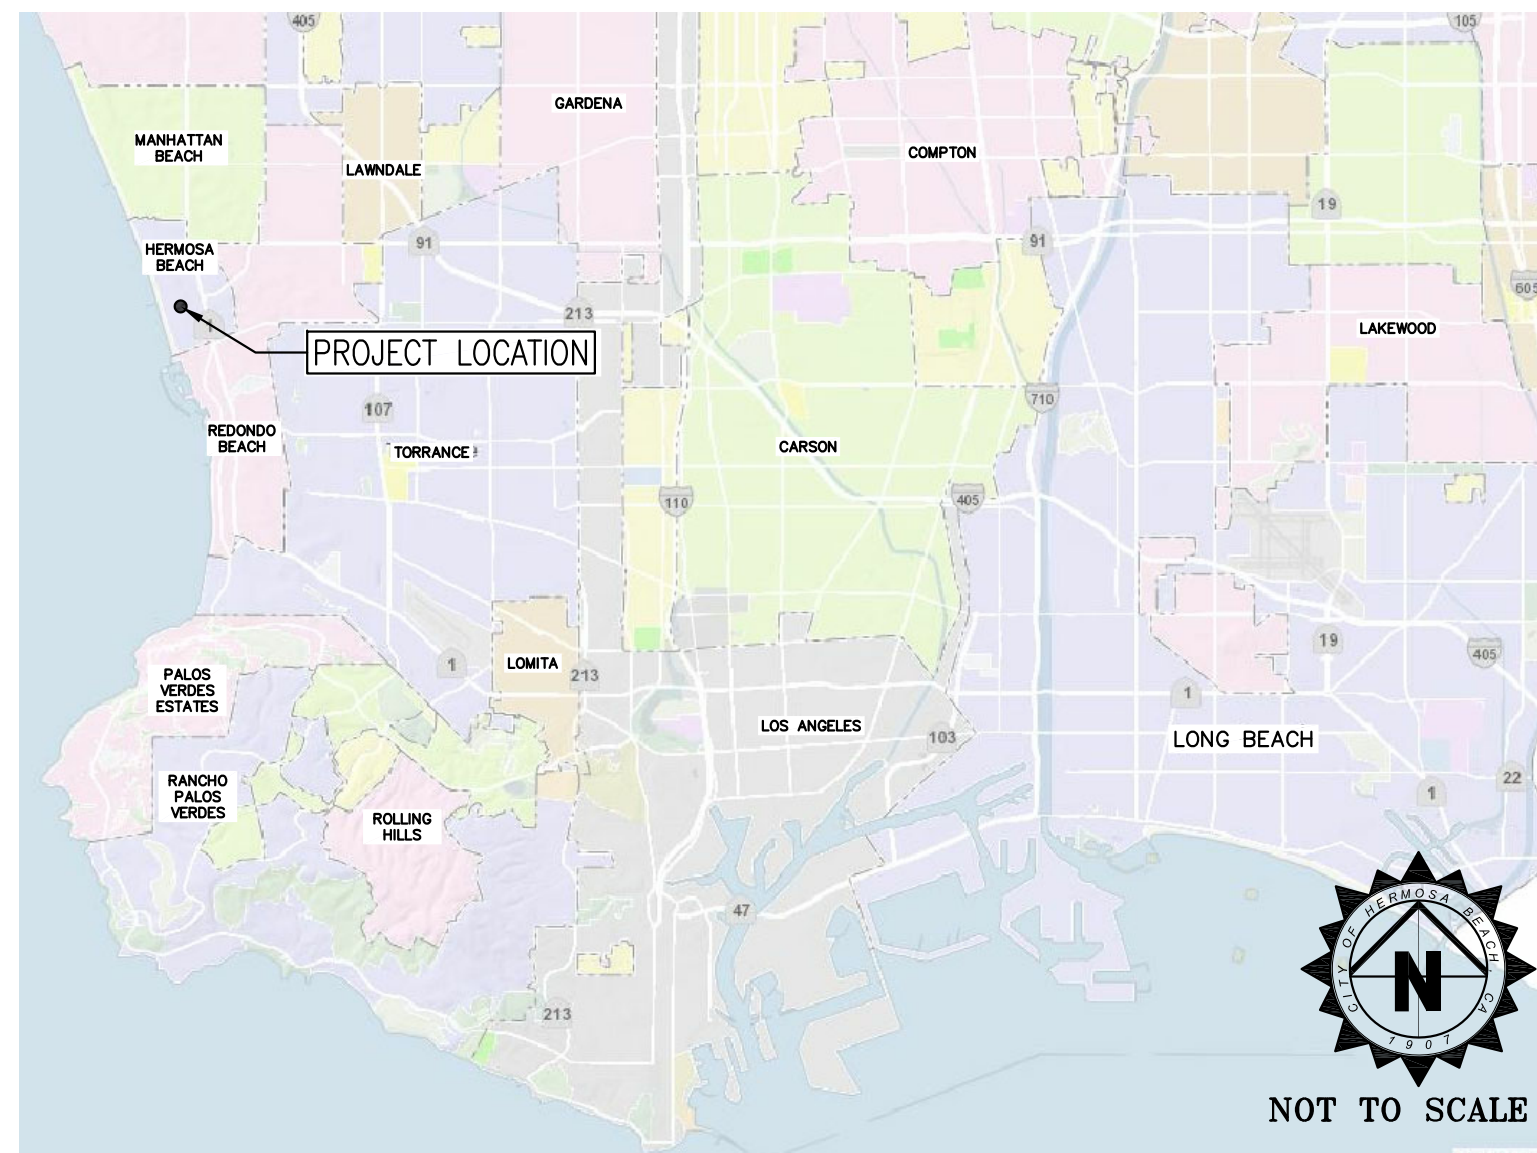 405
105
GARDENA
MANHATTAN
BEACH
LAWNDALE
COMPTON
19
HERMOSA
BEACH
91
91
605
1
213
LAKEWOOD
PROJECT LOCATION
107
710
REDONDO
BEACH
TORRANCE
CARSON
110
405
1
LOMITA
213
19
405
PALOS
VERDES
ESTATES
1
LOS ANGELES
103
LONG BEACH
RANCHO
PALOS
VERDES
22
1
ROLLING
HILLS
47
213
CITY OF HERMOSA BEACH, CA
N
1907
NOT TO SCALE